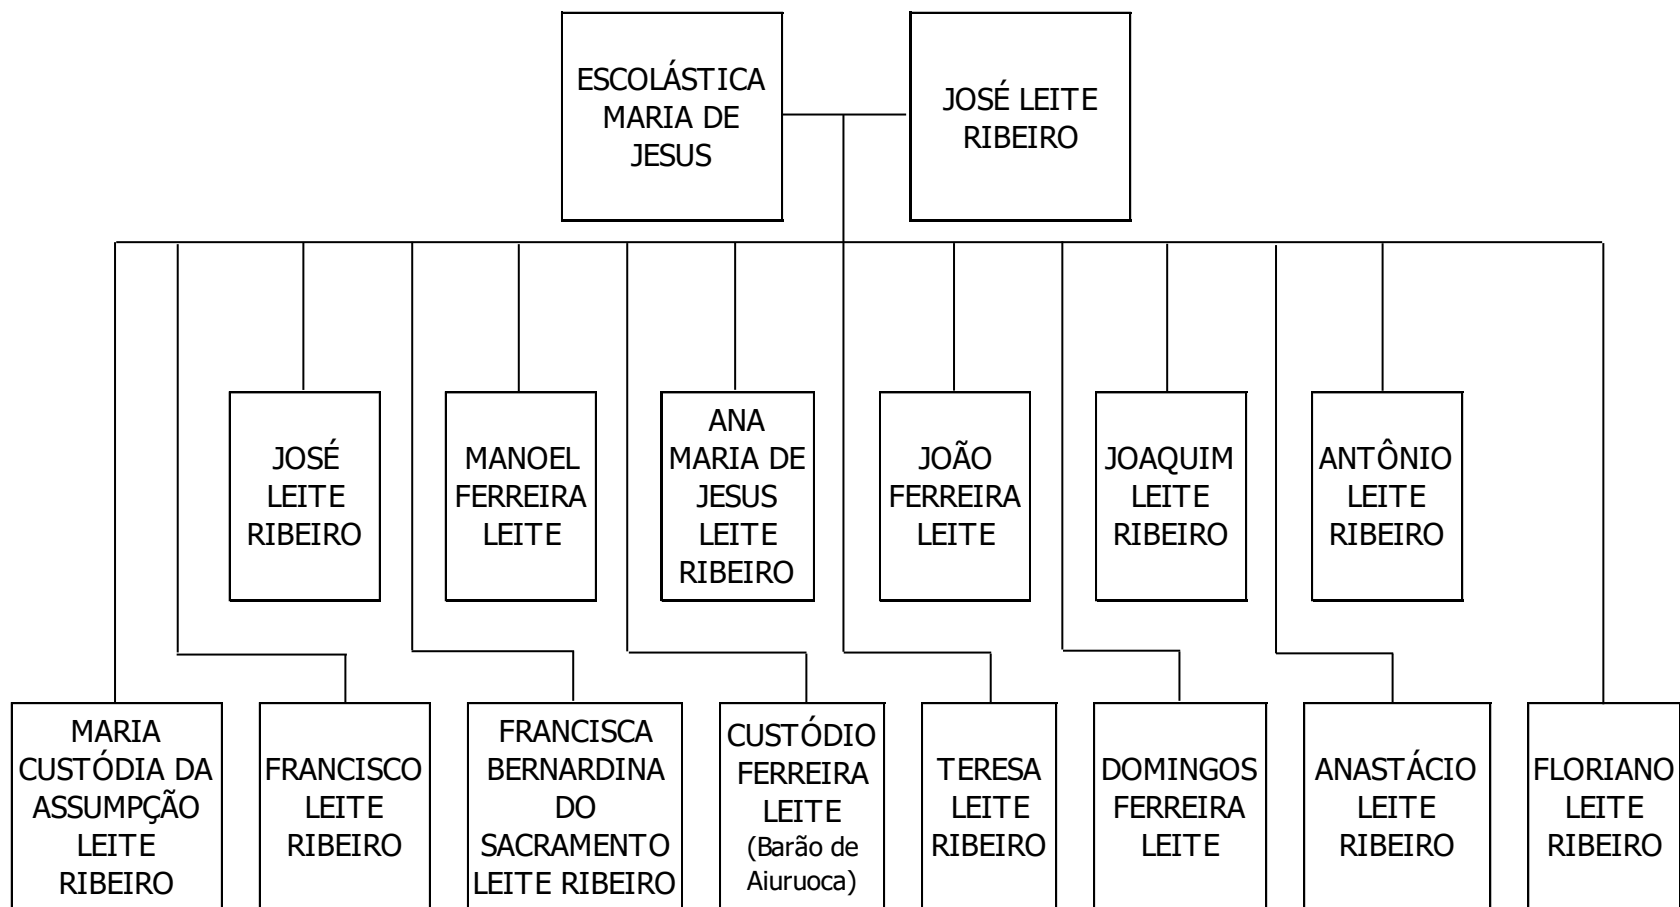 ESCOLÁSTICA
MARIA DE
JESUS
JOSÉ LEITE
RIBEIRO
JOSÉ
LEITE
RIBEIRO
MANOEL
FERREIRA
LEITE
ANA
MARIA DE
JESUS
LEITE
RIBEIRO
JOÃO
FERREIRA
LEITE
JOAQUIM
LEITE
RIBEIRO
ANTÔNIO
LEITE
RIBEIRO
MARIA
CUSTÓDIA DA
ASSUMPÇÃO
LEITE
RIBEIRO
FRANCISCO
LEITE
RIBEIRO
FRANCISCA
BERNARDINA
DO
SACRAMENTO
LEITE RIBEIRO
CUSTÓDIO
FERREIRA
LEITE
(Barão de
Aiuruoca)
TERESA
LEITE
RIBEIRO
DOMINGOS
FERREIRA
LEITE
ANASTÁCIO
LEITE
RIBEIRO
FLORIANO
LEITE
RIBEIRO